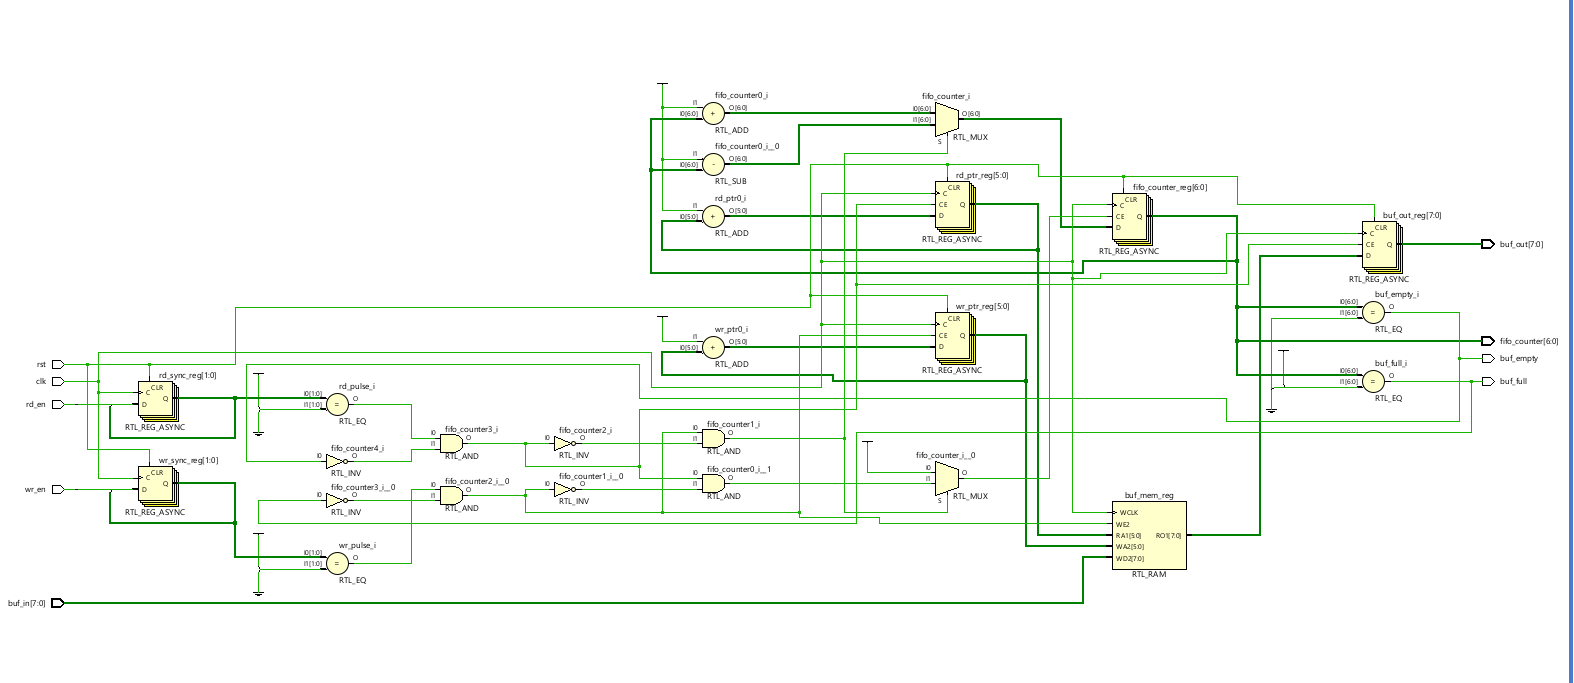 fifo_counter0_i
I1
I0[6:0]
+
O[6:0]
RTL_ADD
fifo_counter0_i__0
I1
I0[6:0]
-
O[6:0]
RTL_SUB
rd_ptr0_i
I1
I0[5:0]
+
O[5:0]
RTL_ADD
fifo_counter_i
I0[6:0]
I1[6:0]
S
O[6:0]
RTL_MUX
rd_ptr_reg[5:0]
CLR
C
CE
D
Q
RTL_REG_ASYNC
fifo_counter_reg[6:0]
CLR
C
CE
D
Q
RTL_REG_ASYNC
buf_out_reg[7:0]
CLR
C
CE
D
Q
RTL_REG_ASYNC
buf_out[7:0]
wr_ptr0_i
I1
I0[5:0]
+
O[5:0]
RTL_ADD
wr_ptr_reg[5:0]
CLR
C
CE
D
Q
RTL_REG_ASYNC
buf_empty_i
I0[6:0]
I1[6:0]
=
O
RTL_EQ
fifo_counter[6:0]
buf_empty
buf_full_i
I0[6:0]
I1[6:0]
=
O
RTL_EQ
buf_full
rst
clk
rd_en
wr_en
buf_in[7:0]
rd_sync_reg[1:0]
CLR
C
D
Q
RTL_REG_ASYNC
wr_sync_reg[1:0]
CLR
C
D
Q
RTL_REG_ASYNC
rd_pulse_i
I0[1:0]
I1[1:0]
=
O
RTL_EQ
fifo_counter4_i
I0
O
RTL_INV
fifo_counter3_i__0
I0
O
RTL_INV
wr_pulse_i
I0[1:0]
I1[1:0]
=
O
RTL_EQ
fifo_counter3_i
I0
I1
O
RTL_AND
fifo_counter2_i__0
I0
I1
O
RTL_AND
fifo_counter2_i
I0
O
RTL_INV
fifo_counter1_i__0
I0
O
RTL_INV
fifo_counter1_i
I0
I1
O
RTL_AND
fifo_counter0_i__1
I0
I1
O
RTL_AND
fifo_counter_i__0
I0
I1
S
O
RTL_MUX
buf_mem_reg
WCLK
WE2
RA1[5:0]
WA2[5:0]
WD2[7:0]
RO1[7:0]
RTL_RAM